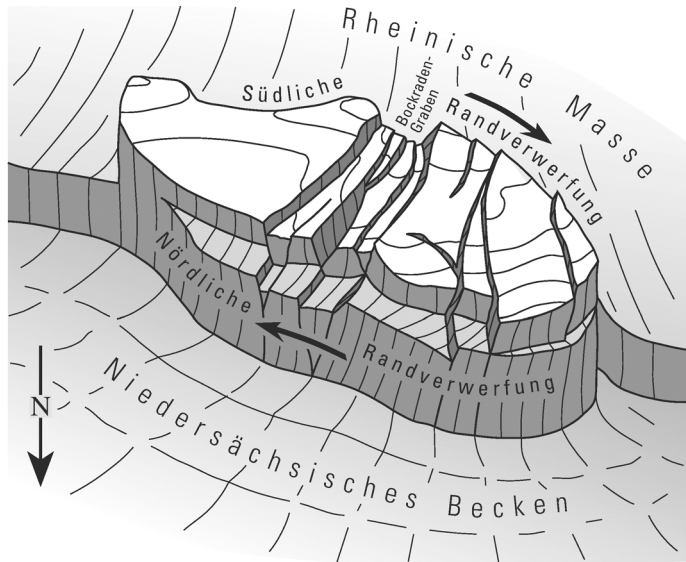 Rheinische Masse
Südliche Randverwerfung
Bockraden-
Graben
Nördliche Randverwerfung
N
Niedersächsisches Becken